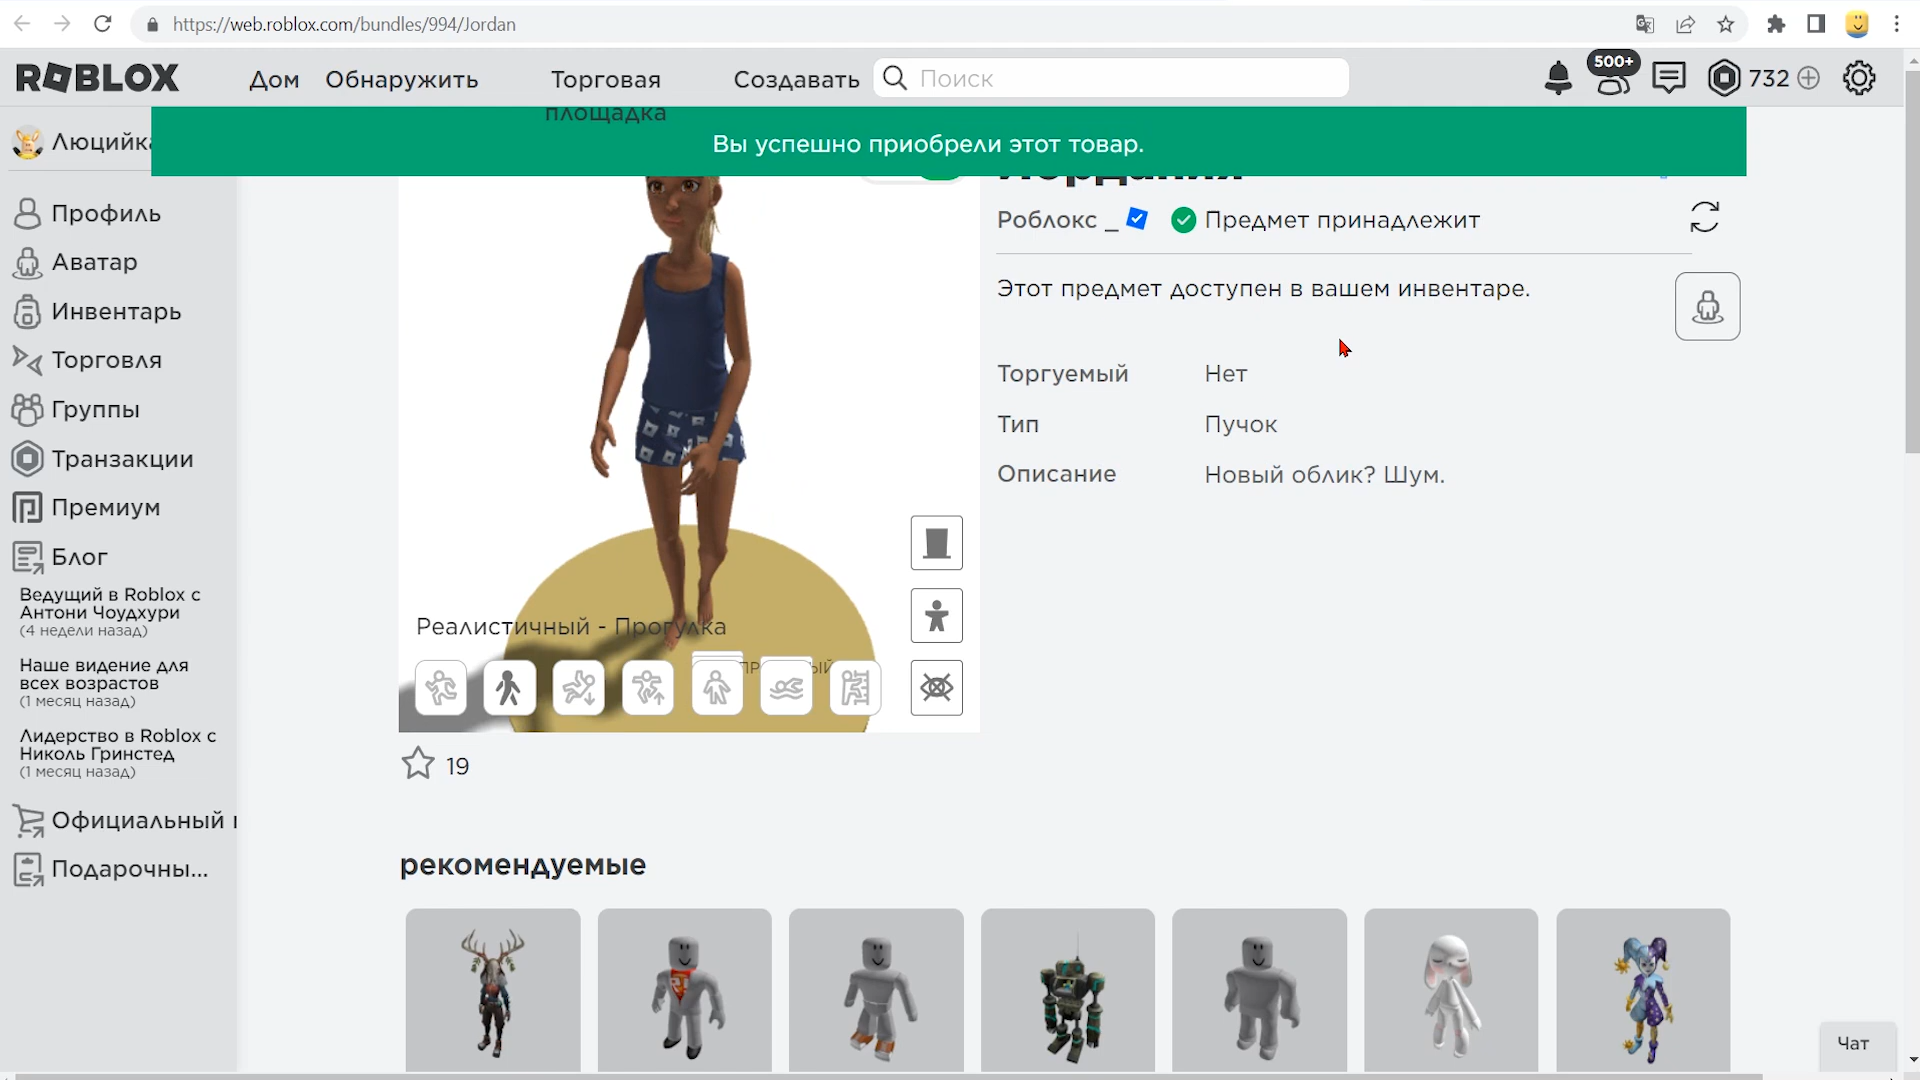 https://web.roblox.com/bundles/994/Jordan
ROBLOX
Дом
Обнаружить
Торговая
площадка
Создавать
Поиск
500+
732
Вы успешно приобрели этот товар.
Люцийка
Иордания
Роблокс _
Предмет принадлежит
Этот предмет доступен в вашем инвентаре.
Торгуемый
Нет
Тип
Пучок
Описание
Новый облик? Шум.
Профиль
Аватар
Инвентарь
Торговля
Группы
Транзакции
Премиум
Блог
Ведущий в Roblox с
Антони Чоудхури
(4 недели назад)
Наше видение для
всех возрастов
(1 месяц назад)
Лидерство в Roblox с
Николь Гринстед
(1 месяц назад)
Официальный
Подарочны...
Реалистичный - Прогулка
19
рекомендуемые
Чат